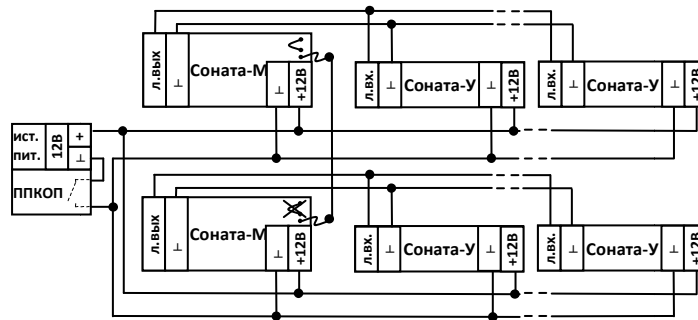 л.вых
⊥
Соната-М
⊥
+12В
л.вх.
⊥
Соната-У
⊥
+12В
л.вх.
⊥
Соната-У
⊥
+12В
ист.
пит.
12В
+
⊥
ППКОП
л.вых
⊥
Соната-М
⊥
+12В
л.вх.
⊥
Соната-У
⊥
+12В
л.вх.
⊥
Соната-У
⊥
+12В